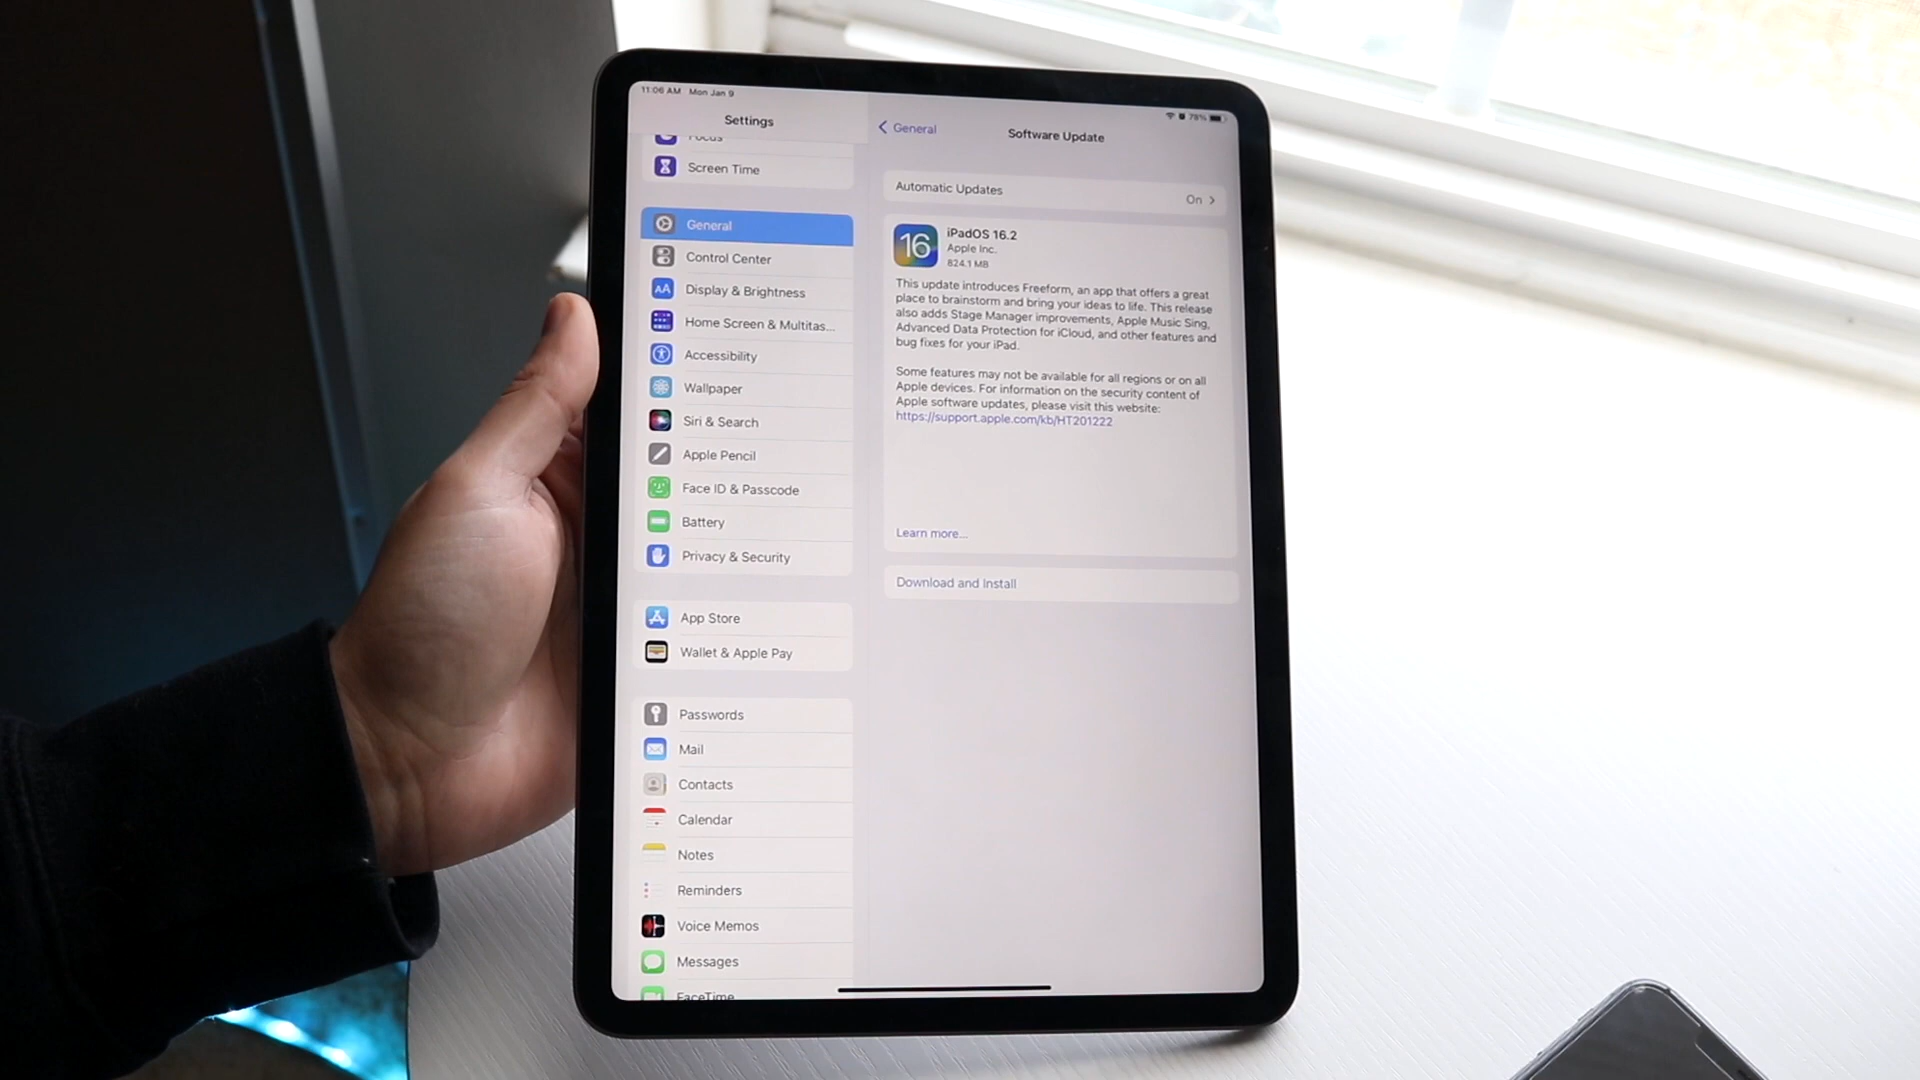 11:06 AM Mon Jan 9
78%
Settings
Focus
Screen Time
General
Control Center
Display & Brightness
Home Screen & Multitas...
Accessibility
Wallpaper
Siri & Search
Apple Pencil
Face ID & Passcode
Battery
Privacy & Security
App Store
Wallet & Apple Pay
Passwords
Mail
Contacts
Calendar
Notes
Reminders
Voice Memos
Messages
FaceTime
General
Software Update
Automatic Updates
On
16
iPadOS 16.2
Apple Inc.
824.1 MB
This update introduces Freeform, an app that offers a great
place to brainstorm and bring your ideas to life. This release
also adds Stage Manager improvements, Apple Music Sing,
Advanced Data Protection for iCloud, and other features and
bug fixes for your iPad.
Some features may not be available for all regions or on all
Apple devices. For information on the security content of
Apple software updates, please visit this website:
https://support.apple.com/kb/HT201222
Learn more...
Download and Install